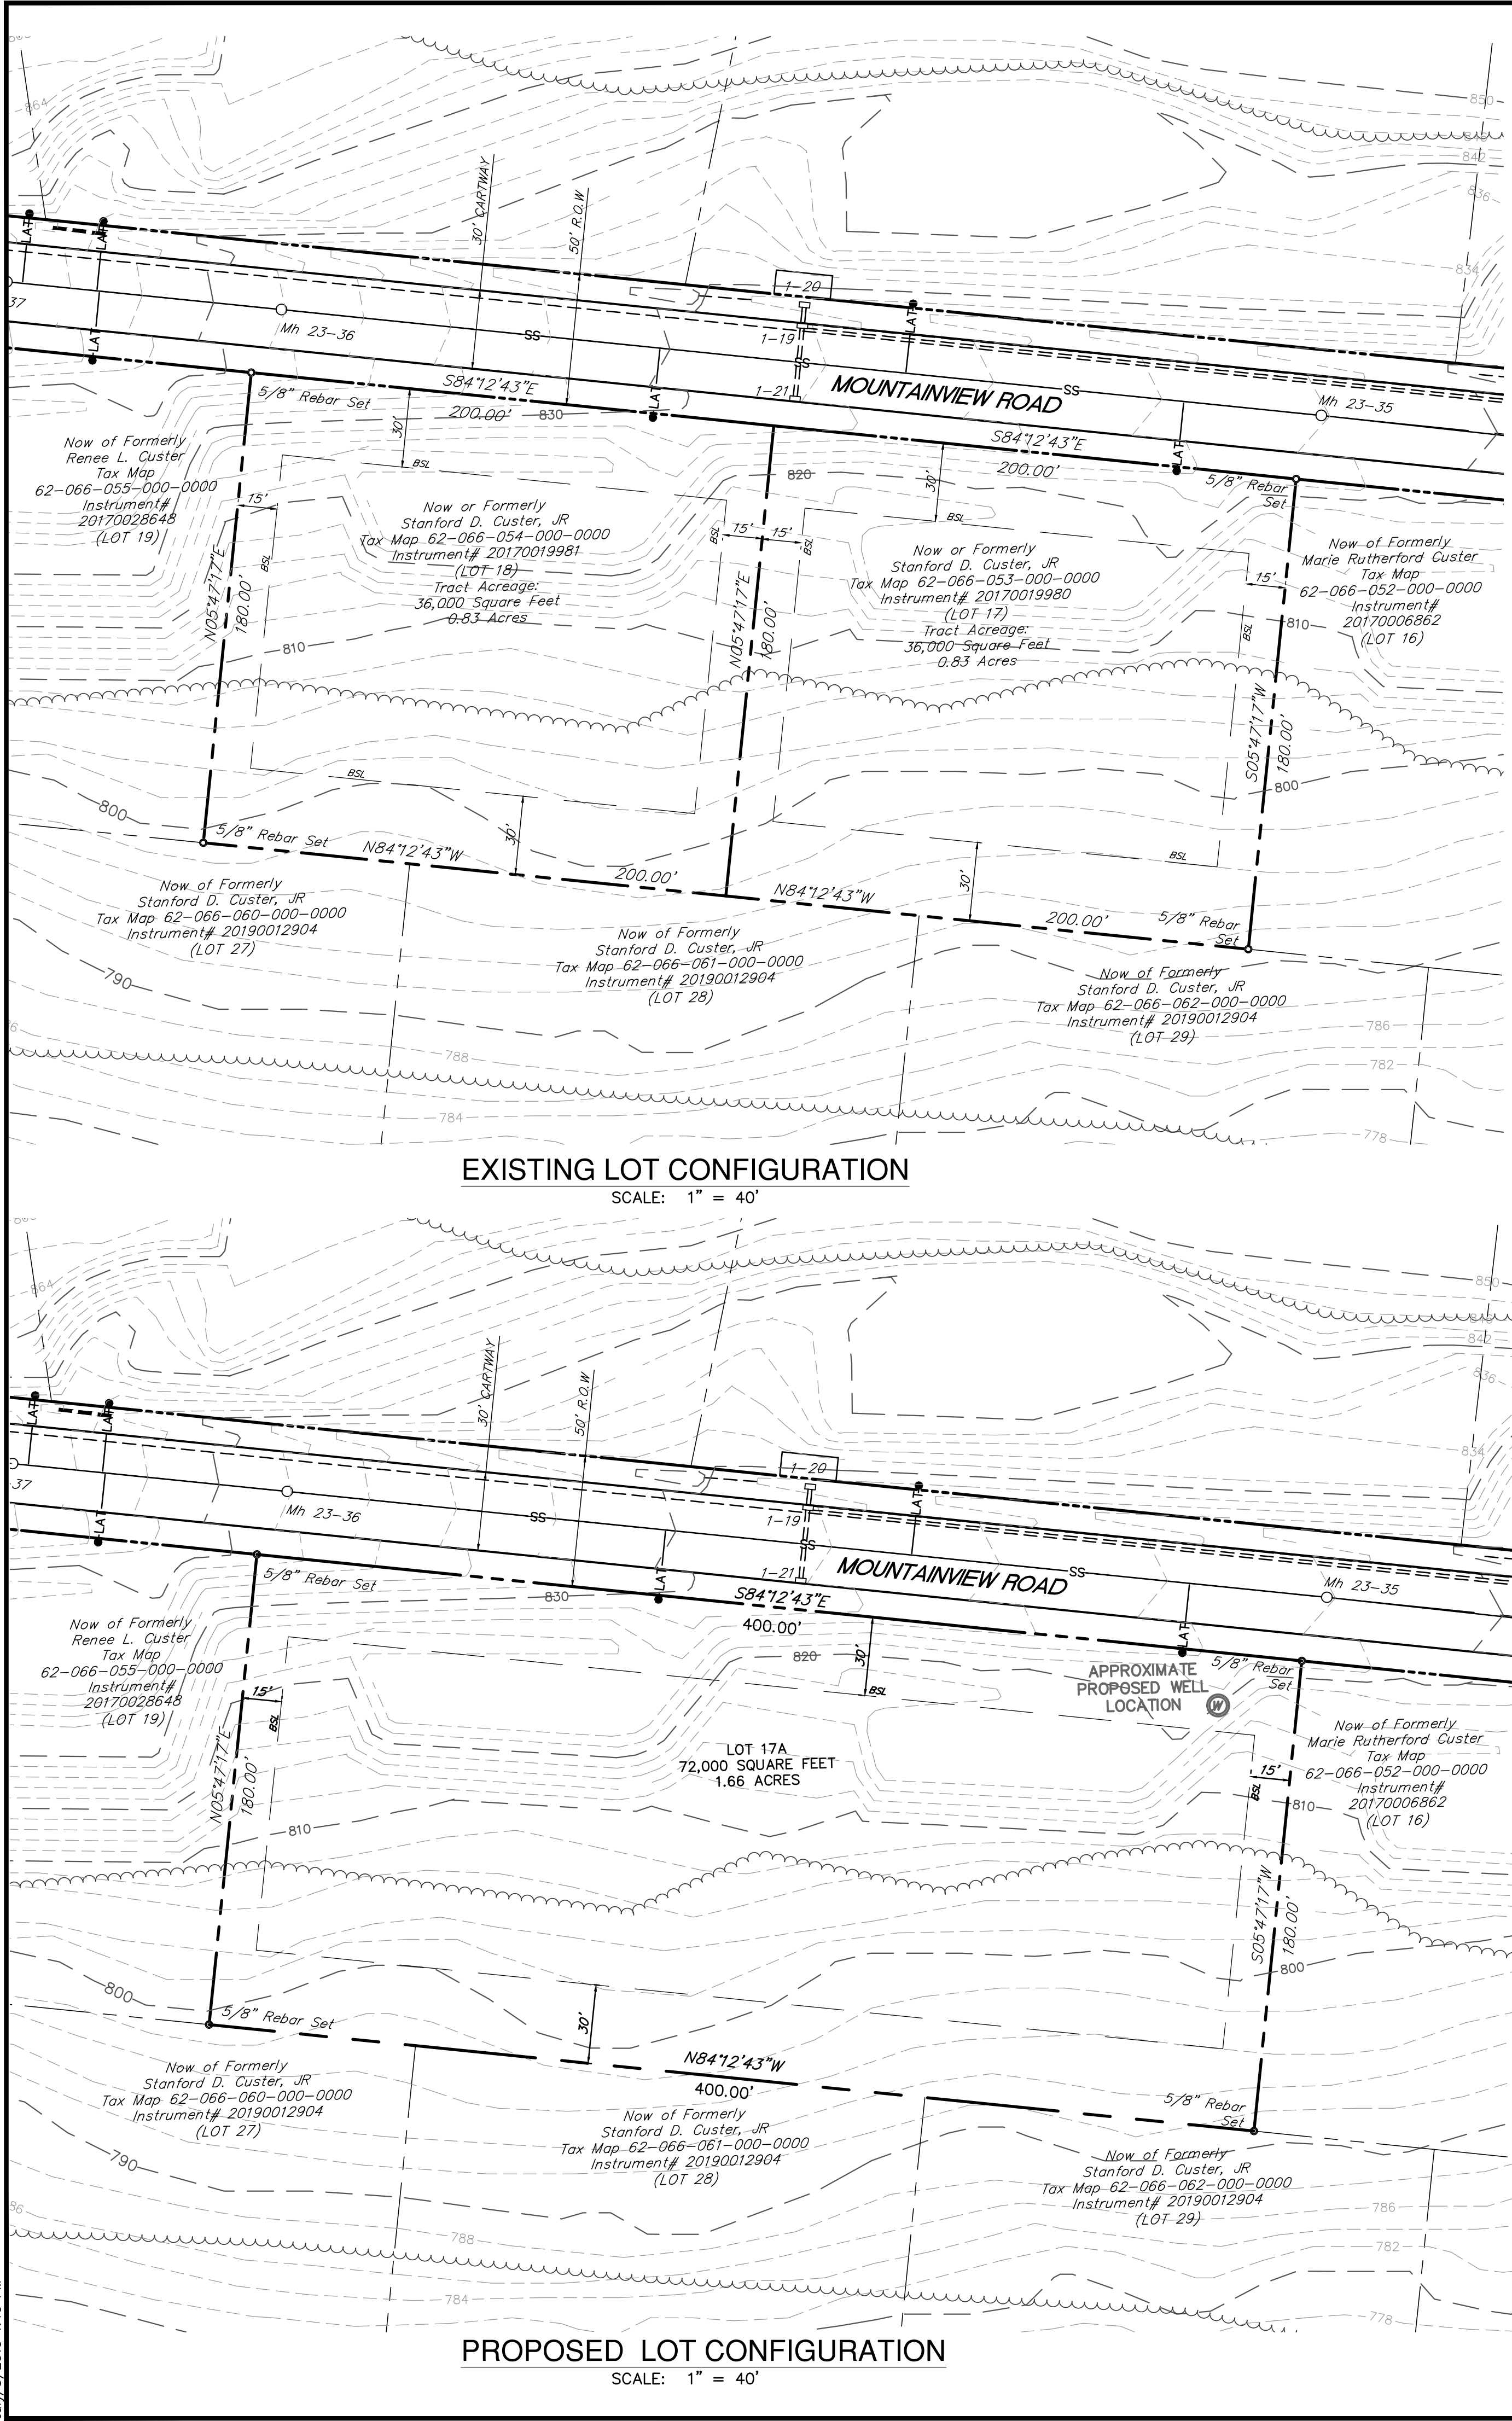 864
850
842
836
834
30' CARTWAY
50' R.O.W
LAT
LAT
1-20
LAT
37
Mh 23-36
SS
1-19
SS
1-21
MOUNTAINVIEW ROAD
SS
Mh 23-35
LAT
LAT
LAT
5/8" Rebar Set
S84°12'43"E
200.00'
830
30'
BSL
S84°12'43"E
200.00'
820
30'
BSL
5/8" Rebar
Set
Now of Formerly
Renee L. Custer
Tax Map
62-066-055-000-0000
Instrument#
20170028648
(LOT 19)
15'
BSL
N05°47'17"E
180.00'
Now or Formerly
Stanford D. Custer, JR
Tax Map 62-066-054-000-0000
Instrument# 20170019981
(LOT 18)
Tract Acreage:
36,000 Square Feet
0.83 Acres
BSL
15'
15'
BSL
N05°47'17"E
180.00'
Now or Formerly
Stanford D. Custer, JR
Tax Map 62-066-053-000-0000
Instrument# 20170019980
(LOT 17)
Tract Acreage:
36,000 Square Feet
0.83 Acres
15'
BSL
Now of Formerly
Marie Rutherford Custer
Tax Map
62-066-052-000-0000
Instrument#
20170006862
(LOT 16)
810
810
S05°47'17"W
180.00'
800
800
BSL
30'
5/8" Rebar Set
N84°12'43"W
200.00'
BSL
30'
N84°12'43"W
200.00'
5/8" Rebar
Set
Now of Formerly
Stanford D. Custer, JR
Tax Map 62-066-060-000-0000
Instrument# 20190012904
(LOT 27)
Now of Formerly
Stanford D. Custer, JR
Tax Map 62-066-061-000-0000
Instrument# 20190012904
(LOT 28)
Now of Formerly
Stanford D. Custer, JR
Tax Map 62-066-062-000-0000
Instrument# 20190012904
(LOT 29)
790
788
784
786
782
778
EXISTING LOT CONFIGURATION
SCALE: 1" = 40'
864
850
842
836
834
30' CARTWAY
50' R.O.W
LAT
LAT
1-20
LAT
37
Mh 23-36
SS
1-19
SS
1-21
MOUNTAINVIEW ROAD
SS
Mh 23-35
LAT
LAT
LAT
5/8" Rebar Set
830
S84°12'43"E
400.00'
820
30'
BSL
5/8" Rebar
Set
APPROXIMATE
PROPOSED WELL
LOCATION
W
Now of Formerly
Renee L. Custer
Tax Map
62-066-055-000-0000
Instrument#
20170028648
(LOT 19)
15'
BSL
N05°47'17"E
180.00'
LOT 17A
72,000 SQUARE FEET
1.66 ACRES
15'
BSL
Now of Formerly
Marie Rutherford Custer
Tax Map
62-066-052-000-0000
Instrument#
20170006862
(LOT 16)
810
810
S05°47'17"W
180.00'
800
800
5/8" Rebar Set
30'
N84°12'43"W
400.00'
5/8" Rebar
Set
Now of Formerly
Stanford D. Custer, JR
Tax Map 62-066-060-000-0000
Instrument# 20190012904
(LOT 27)
Now of Formerly
Stanford D. Custer, JR
Tax Map 62-066-061-000-0000
Instrument# 20190012904
(LOT 28)
Now of Formerly
Stanford D. Custer, JR
Tax Map 62-066-062-000-0000
Instrument# 20190012904
(LOT 29)
790
788
784
786
782
778
PROPOSED LOT CONFIGURATION
SCALE: 1" = 40'